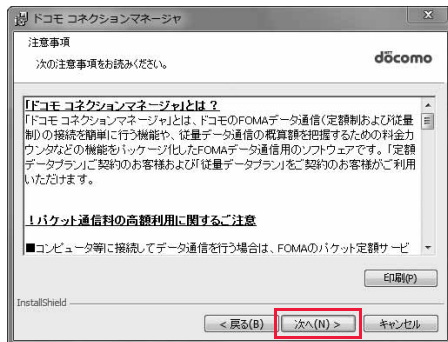 ドコモ コネクションマネージャ
注意事項
次の注意事項をお読みください。
döcomo
「ドコモ コネクションマネージャ」とは ?
「ドコモ コネクションマネージャ」とは、ドコモのFOMAデータ通信(定額制および従量
制)の接続を簡単に行う機能や、従量データ通信の概算額を把握するための料金カ
ウンタなどの機能をパッケージ化したFOMAデータ通信用のソフトウェアです。「定額
データプラン」ご契約のお客様および「従量データプラン」をご契約のお客様がご利用
いただけます。
！パケット通信料の高額利用に関するご注意
■コンピュータ等に接続してデータ通信を行う場合は、FOMAのパケット定額サービ
印刷(P)
InstallShield
< 戻る(B)
次へ(N) >
キャンセル